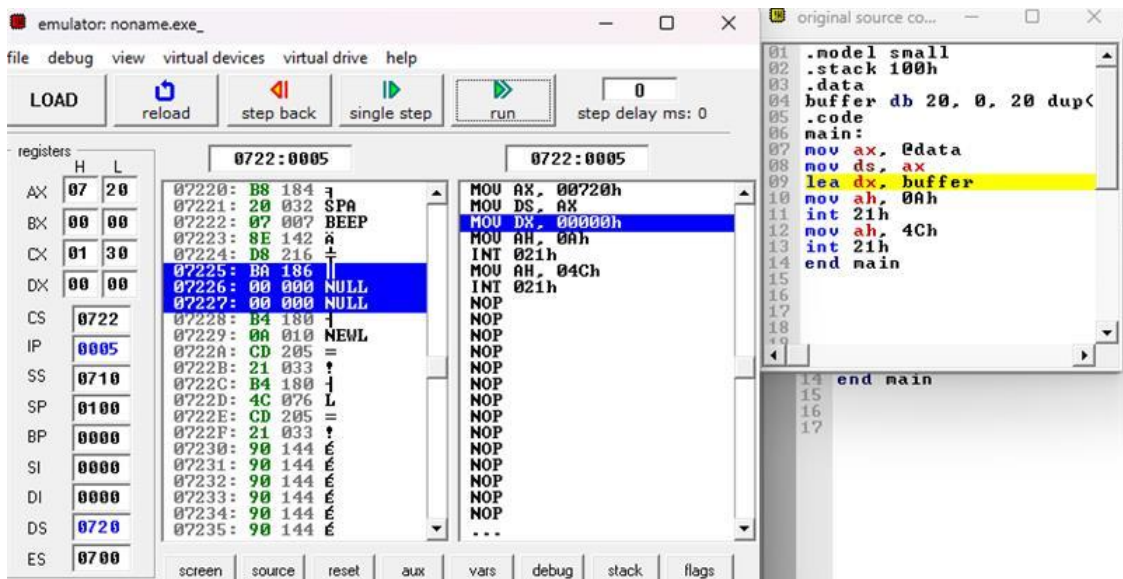 emulator: noname.exe_
file debug view virtual devices virtual drive help
LOAD reload step back single step run 0 step delay ms: 0
registers
H L
0722:0005 0722:0005
AX 07 20
BX 00 00
CX 01 30
DX 00 00
CS 0722
IP 0005
SS 0710
SP 0100
BP 0000
SI 0000
DI 0000
DS 0720
ES 0700
07220: B8 184 ╕
07221: 20 032 SPA
07222: 07 007 BEEP
07223: 8E 142 Ä
07224: D8 216 ╪
07225: BA 186 ║
07226: 00 000 NULL
07227: 00 000 NULL
07228: B4 180 ┤
07229: 0A 010 NEWL
0722A: CD 205 =
0722B: 21 033 !
0722C: B4 180 ┤
0722D: 4C 076 L
0722E: CD 205 =
0722F: 21 033 !
07230: 90 144 É
07231: 90 144 É
07232: 90 144 É
07233: 90 144 É
07234: 90 144 É
07235: 90 144 É
MOV AX, 00720h
MOV DS, AX
MOV DX, 00000h
MOV AH, 0Ah
INT 021h
MOV AH, 04Ch
INT 021h
NOP
NOP
NOP
NOP
NOP
NOP
NOP
NOP
NOP
NOP
NOP
NOP
NOP
NOP
...
screen source reset aux vars debug stack flags
original source co...
01 .model small
02 .stack 100h
03 .data
04 buffer db 20, 0, 20 dup(
05 .code
06 main:
07 mov ax, @data
08 mov ds, ax
09 lea dx, buffer
10 mov ah, 0Ah
11 int 21h
12 mov ah, 4Ch
13 int 21h
14 end main
15
16
17
18
19
14 end main
15
16
17